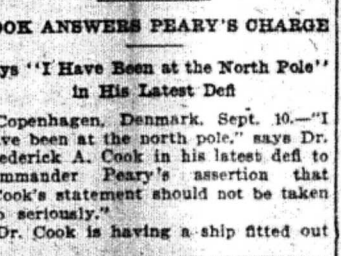 OOK ANSWERS PEARY'S CHARGE
ys "I Have Been at the North Pole"
in His Latest Defi
Copenhagen, Denmark, Sept. 10.—"I
ve been at the north pole," says Dr.
ederick A. Cook in his latest defi to
mmander Peary's assertion that
Cook's statement should not be taken
o seriously."
Dr. Cook is having a ship fitted out